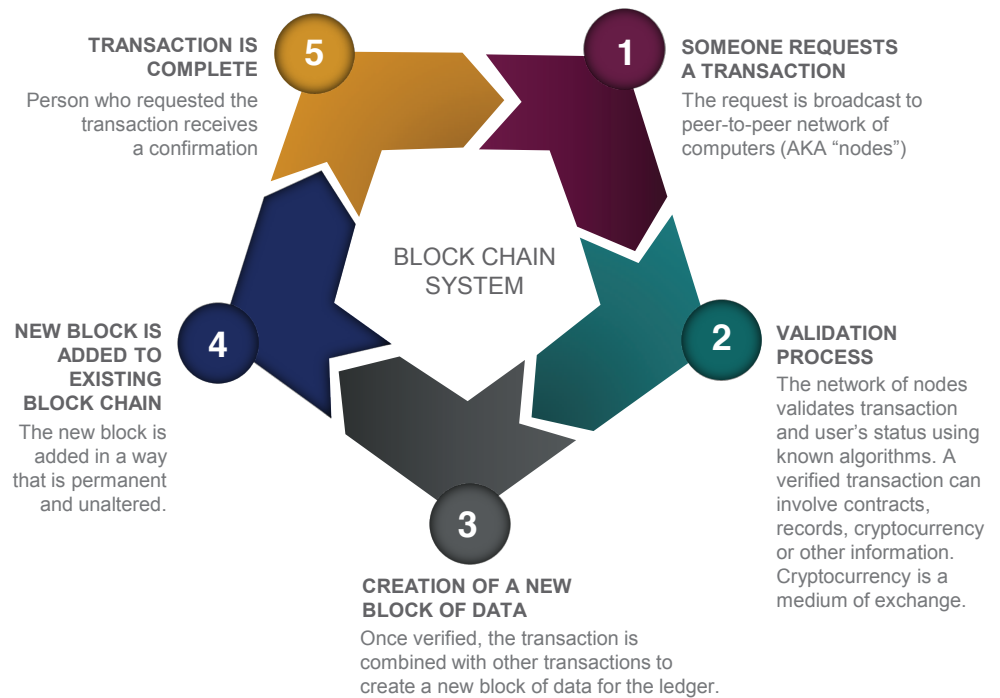 1
SOMEONE REQUESTS
A TRANSACTION
The request is broadcast to
peer-to-peer network of
computers (AKA “nodes”)
2
VALIDATION
PROCESS
The network of nodes
validates transaction
and user’s status using
known algorithms. A
verified transaction can
involve contracts,
records, cryptocurrency
or other information.
Cryptocurrency is a
medium of exchange.
3
CREATION OF A NEW
BLOCK OF DATA
Once verified, the transaction is
combined with other transactions to
create a new block of data for the ledger.
4
NEW BLOCK IS
ADDED TO
EXISTING
BLOCK CHAIN
The new block is
added in a way
that is permanent
and unaltered.
5
TRANSACTION IS
COMPLETE
Person who requested the
transaction receives
a confirmation
BLOCK CHAIN
SYSTEM